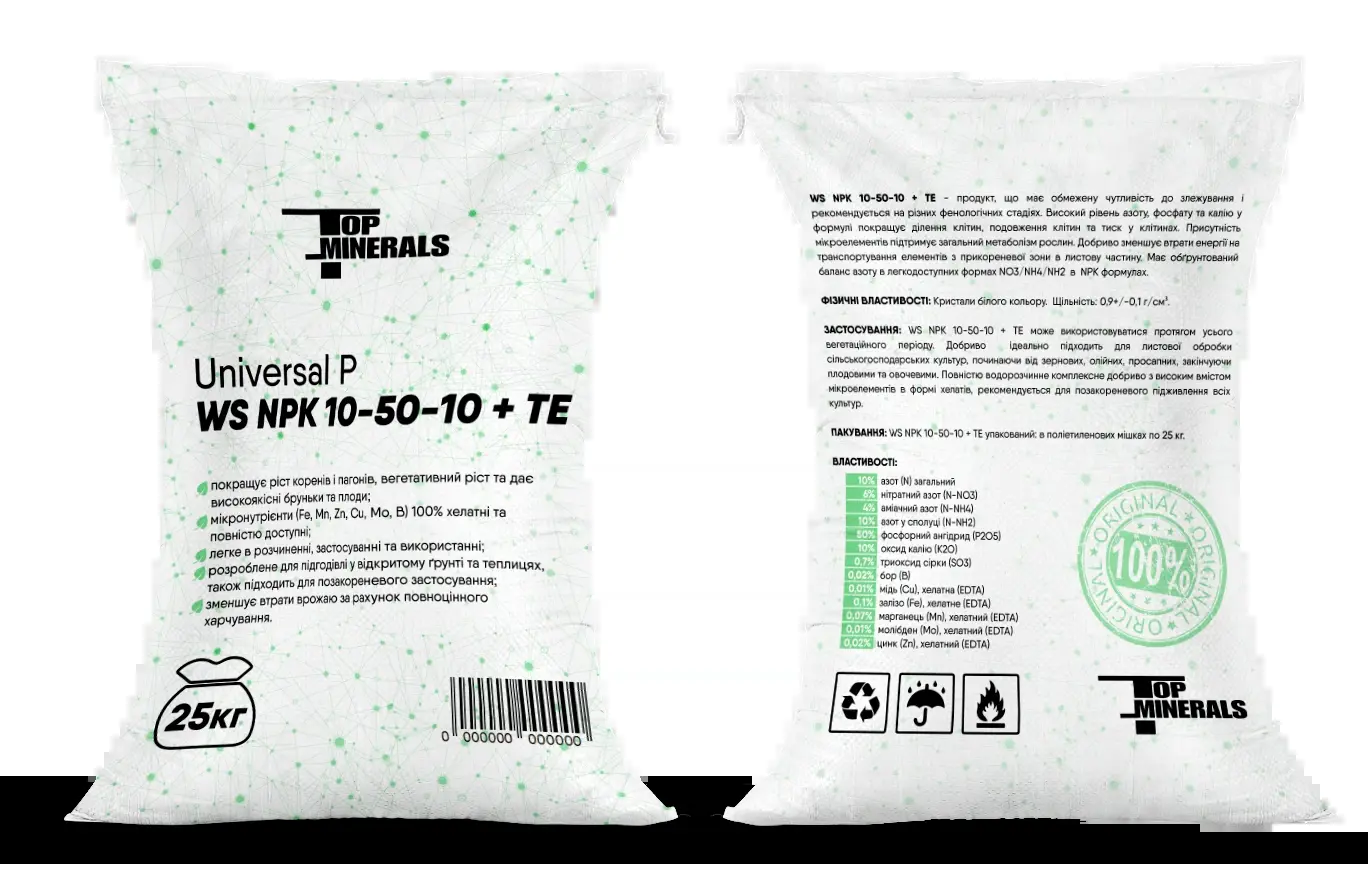 TOP
MINERALS
Universal P
WS NPK 10-50-10 + TE
покращує ріст коренів і пагонів, вегетативний ріст та дає
високоякісні бруньки та плоди;
мікронутрієнти (Fe, Mn, Zn, Cu, Mo, B) 100% хелатні та
повністю доступні;
легке в розчиненні, застосуванні та використанні;
розроблене для підгодівлі у відкритому ґрунті та теплицях,
також підходить для позакореневого застосування;
зменшує втрати врожаю за рахунок повноцінного
харчування.
25кг
0 000000 000000
WS NPK 10-50-10 + TE - продукт, що має обмежену чутливість до злежування і
рекомендується на різних фенологічних стадіях. Високий рівень азоту, фосфату та калію у
формулі покращує ділення клітин, подовження клітин та тиск у клітинах. Присутність
мікроелементів підтримує загальний метаболізм рослин. Добриво зменшує втрати енергії на
транспортування елементів з прикореневої зони в листову частину. Має обґрунтований
баланс азоту в легкодоступних формах NO3/NH4/NH2 в NPK формулах.
ФІЗИЧНІ ВЛАСТИВОСТІ: Кристали білого кольору. Щільність: 0,9+/-0,1 г/см³.
ЗАСТОСУВАННЯ: WS NPK 10-50-10 + TE може використовуватися протягом усього
вегетаційного періоду. Добриво ідеально підходить для листової обробки
сільськогосподарських культур, починаючи від зернових, олійних, просапних, закінчуючи
плодовими та овочевими. Повністю водорозчинне комплексне добриво з високим вмістом
мікроелементів в формі хелатів, рекомендується для позакореневого підживлення всіх
культур.
ПАКУВАННЯ: WS NPK 10-50-10 + TE упакований: в поліетиленових мішках по 25 кг.
ВЛАСТИВОСТІ:
10% азот (N) загальний
6% нітратний азот (N-NO3)
4% аміачний азот (N-NH4)
10% азот у сполуці (N-NH2)
50% фосфорний ангідрид (P2O5)
10% оксид калію (K2O)
0,7% триоксид сірки (SO3)
0,02% бор (B)
0,01% мідь (Cu), хелатна (EDTA)
0,1% залізо (Fe), хелатне (EDTA)
0,07% марганець (Mn), хелатний (EDTA)
0,01% молібден (Mo), хелатний (EDTA)
0,02% цинк (Zn), хелатний (EDTA)
ORIGINAL ORIGINAL ORIGINAL ORIGINAL
100%
TOP
MINERALS